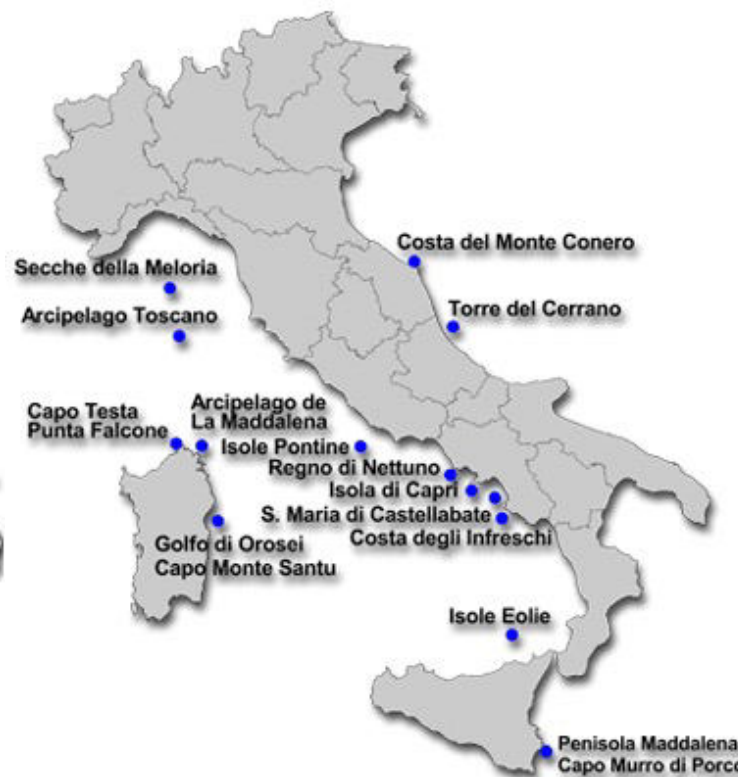 Costa del Monte Conero
Secche della Meloria
Torre del Cerrano
Arcipelago Toscano
Capo Testa
Punta Falcone
Arcipelago de
La Maddalena
Isole Pontine
Regno di Nettuno
Isola di Capri
S. Maria di Castellabate
Costa degli Infreschi
Golfo di Orosei
Capo Monte Santu
Isole Eolie
Penisola Maddalena
Capo Murro di Porco